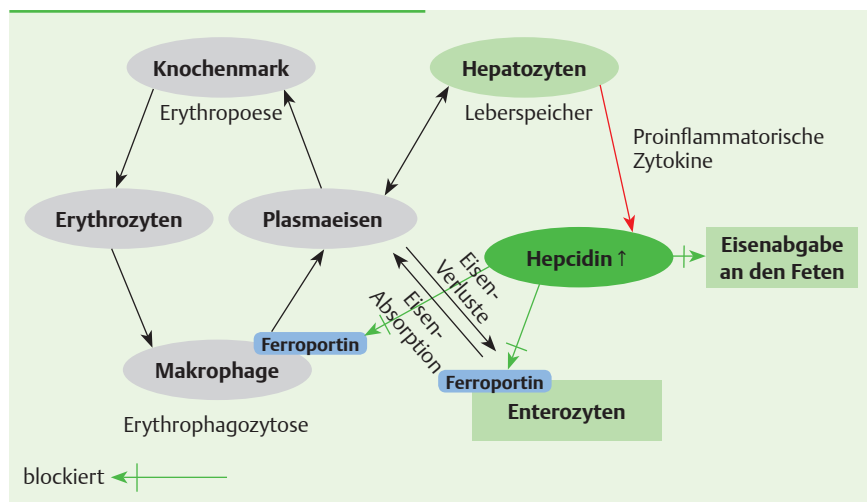 Knochenmark
Erythropoese
Hepatozyten
Leberspeicher
Proinflammatorische
Zytokine
Erythrozyten
Plasmaeisen
Hepcidin ↑
Eisenabgabe
an den Feten
Eisen-
Verluste
Eisen-
Absorption
Ferroportin
Makrophage
Erythrophagozytose
Ferroportin
Enterozyten
blockiert